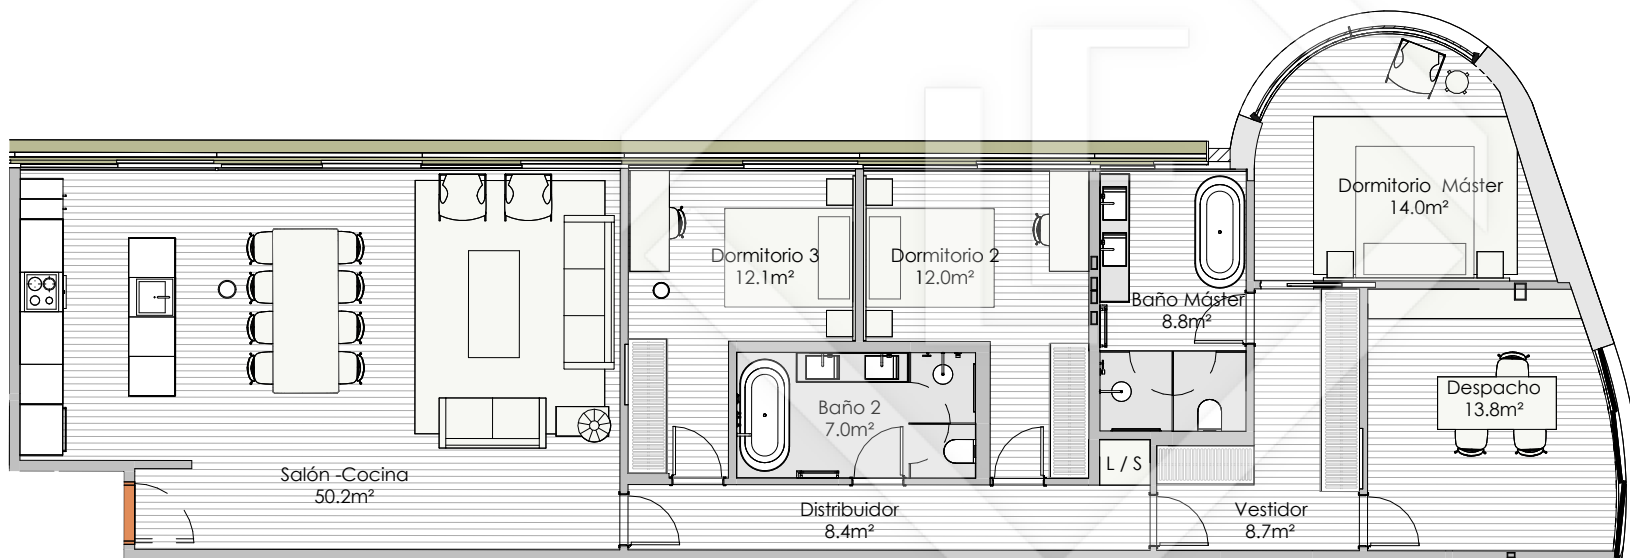 Dormitorio Máster
14.0m²
Dormitorio 3
12.1m²
Dormitorio 2
12.0m²
Baño Máster
8.8m²
Despacho
13.8m²
Baño 2
7.0m²
L / S
Salón -Cocina
50.2m²
Distribuidor
8.4m²
Vestidor
8.7m²